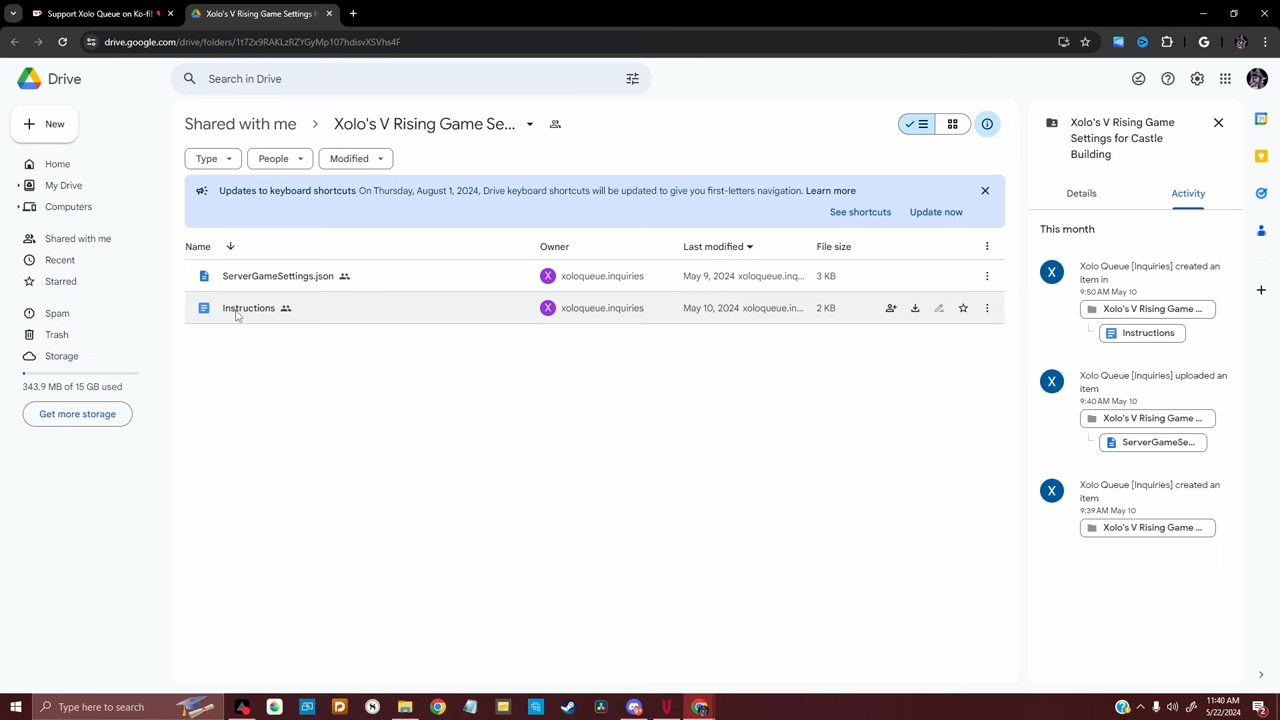 Support Xolo Queue on Ko-fi!
Xolo's V Rising Game Settings f
drive.google.com/drive/folders/1t72x9RAKLzRZYGyMp107hdisvXSVhs4F
Drive
Search in Drive
New
Home
My Drive
Computers
Shared with me
Recent
Starred
Spam
Trash
Storage
343.9 MB of 15 GB used
Get more storage
Shared with me
Xolo's V Rising Game Se...
Type
People
Modified
Updates to keyboard shortcuts On Thursday, August 1, 2024, Drive keyboard shortcuts will be updated to give you first-letters navigation. Learn more
See shortcuts
Update now
Name
Owner
Last modified
File size
ServerGameSettings.json
X
xoloqueue.inquiries
May 9, 2024 xoloqueue.inq...
3 KB
Instructions
X
xoloqueue.inquiries
May 10, 2024 xoloqueue.in...
2 KB
Xolo's V Rising Game
Settings for Castle
Building
Details
Activity
This month
X
Xolo Queue [Inquiries] created an
item in
9:50 AM May 10
Xolo's V Rising Game ...
Instructions
X
Xolo Queue [Inquiries] uploaded an
item
9:40 AM May 10
Xolo's V Rising Game ...
ServerGameSe...
X
Xolo Queue [Inquiries] created an
item
9:39 AM May 10
Xolo's V Rising Game ...
Type here to search
11:40 AM
5/22/2024
2